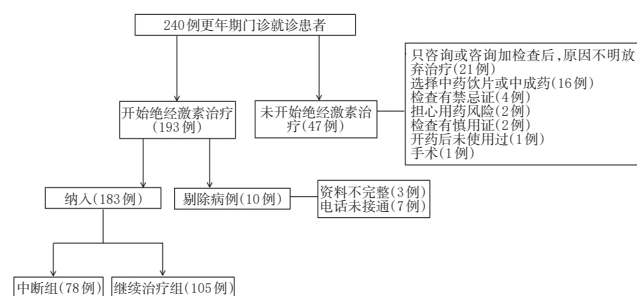 240例更年期门诊就诊患者
只咨询或咨询加检查后,原因不明放
弃治疗(21例)
选择中药饮片或中成药(16例)
检查有禁忌证(4例)
担心用药风险(2例)
检查有慎用证(2例)
开药后未使用过(1例)
手术(1例)
开始绝经激素治疗
(193例)
未开始绝经激素治
疗(47例)
纳入(183例)
剔除病例(10例)
资料不完整(3例)
电话未接通(7例)
中断组(78例)
继续治疗组(105例)